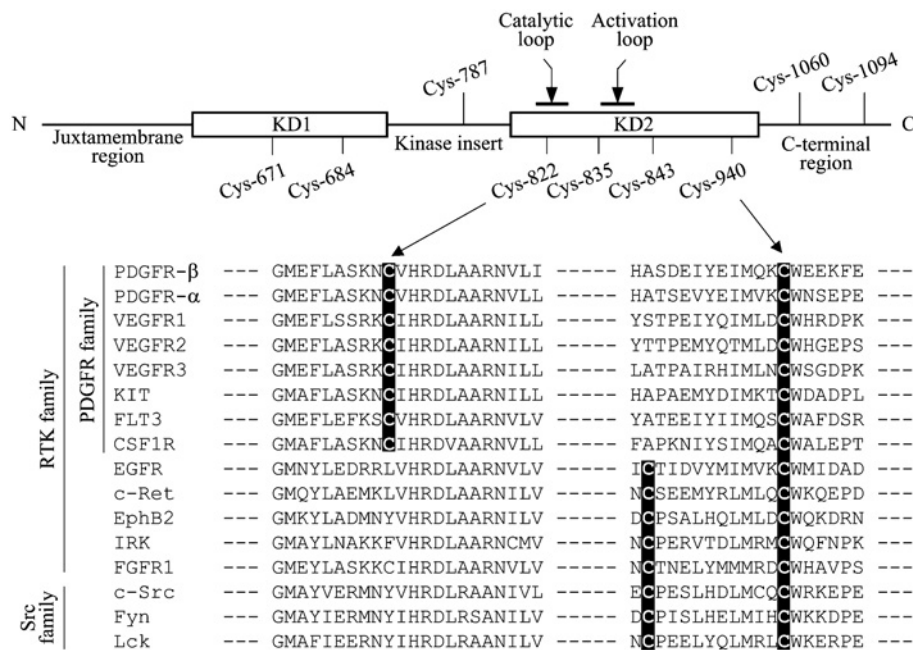 Catalytic loop
Activation loop
Cys-787
Cys-1060
Cys-1094
N
KD1
KD2
C
Juxtamembrane region
Kinase insert
C-terminal region
Cys-671
Cys-684
Cys-822
Cys-835
Cys-843
Cys-940
RTK family
PDGFR family
PDGFR-β --- GMEFLASKNCVHRDLAARNVLI ----- HASDEIYEIMQKCWEEKFE ---
PDGFR-α --- GMEFLASKNCVHRDLAARNVLL ----- HATSEVYEIMVKCWNSEPE ---
VEGFR1 --- GMEFLSSRKCIHRDLAARNILL ----- YSTPEIYQIMLDCWHRDPK ---
VEGFR2 --- GMEFLASRKCIHRDLAARNILL ----- YTTPEMYQTMLDCWHGEPS ---
VEGFR3 --- GMEFLASRKCIHRDLAARNILL ----- LATPAIRHIMLNCWSGDPK ---
KIT --- GMAFLASKNCIHRDLAARNILL ----- HAPAEMYDIMKTCWDADPL ---
FLT3 --- GMEFLEFKSCVHRDLAARNVLV ----- YATEEIYIIMQSCWAFDSR ---
CSF1R --- GMAFLASKNCIHRDVAARNVLL ----- FAPKNIYSIMQACWALEPT ---
EGFR --- GMNYLEDRRLVHRDLAARNVLV ----- ICTIDVYMIMVKCWMIDAD ---
c-Ret --- GMQYLAEMKLVHRDLAARNILV ----- NCSEEMYRLMLQCWKQEPD ---
EphB2 --- GMKYLADMNYVHRDLAARNILV ----- DCPSALHQLMLDCWQKDRN ---
IRK --- GMAYLNAKKFVHRDLAARNCMV ----- NCPERVTDLMRMCWQFNPK ---
FGFR1 --- GMEYLASKKCIHRDLAARNVLV ----- NCTNELYMMMRDCWHAVPS ---
Src family
c-Src --- GMAYVERMNYVHRDLRAANIVL ----- ECPESLHDLMCQCWRKEPE ---
Fyn --- GMAYIERMNYIHRDLRSANILV ----- DCPISLHELMIHCWKKDPE ---
Lck --- GMAFIEERNYIHRDLRAANILV ----- NCPEELYQLMRLCWKERPE ---